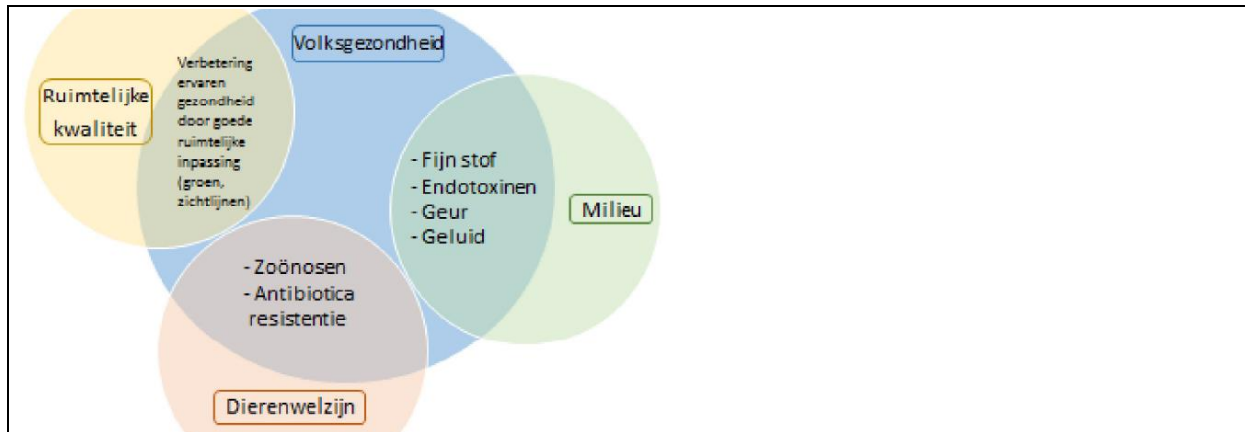 Volksgezondheid
Ruimtelijke
kwaliteit
Verbetering
ervaren
gezondheid
door goede
ruimtelijke
inpassing
(groen,
zichtlijnen)
- Fijn stof
- Endotoxinen
- Geur
- Geluid
Milieu
- Zoönosen
- Antibiotica
resistentie
Dierenwelzijn